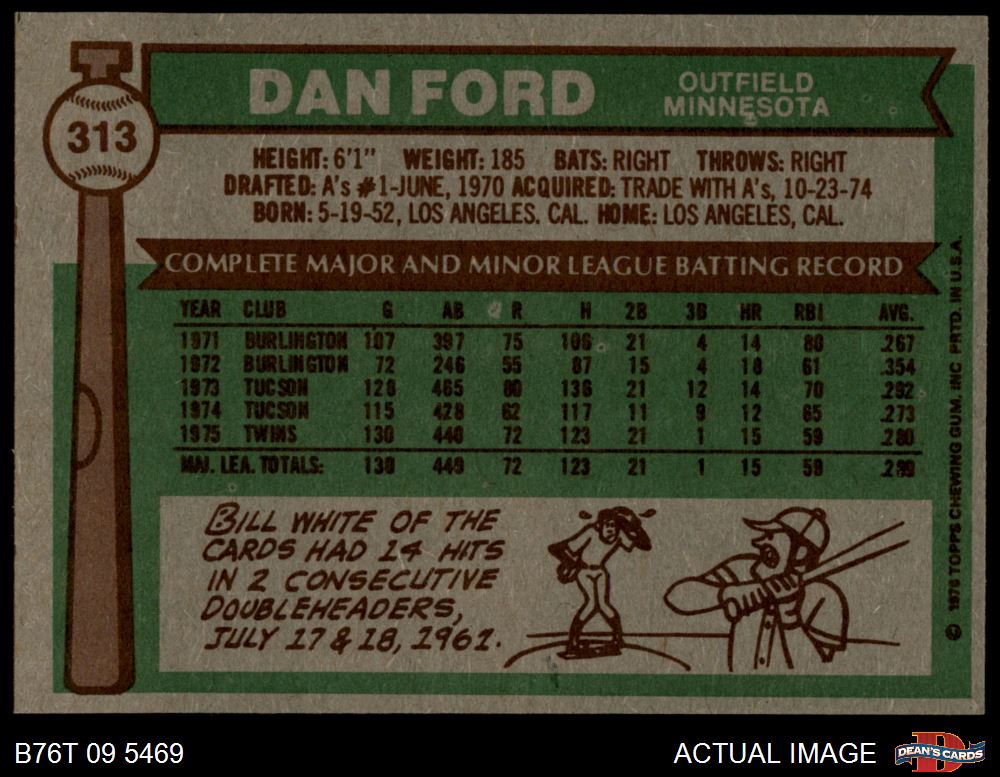 DAN FORD
OUTFIELD
MINNESOTA
313
HEIGHT: 6'1" WEIGHT: 185 BATS: RIGHT THROWS: RIGHT
DRAFTED: A's #1-JUNE, 1970 ACQUIRED: TRADE WITH A's, 10-23-74
BORN: 5-19-52, LOS ANGELES. CAL. HOME: LOS ANGELES, CAL.
COMPLETE MAJOR AND MINOR LEAGUE BATTING RECORD
YEAR CLUB G AB R H 2B 3B HR RBI AVG.
1971 BURLINGTON 107 397 75 106 21 4 14 80 .267
1972 BURLINGTON 72 246 55 87 15 4 18 61 .354
1973 TUCSON 128 465 80 136 21 12 14 70 .292
1974 TUCSON 115 428 62 117 11 9 12 65 .273
1975 TWINS 130 440 72 123 21 1 15 59 .280
MAJ. LEA. TOTALS: 130 440 72 123 21 1 15 59 .280
BILL WHITE OF THE
CARDS HAD 14 HITS
IN 2 CONSECUTIVE
DOUBLEHEADERS,
JULY 17 & 18, 1961.
© 1976 TOPPS CHEWING GUM. INC PRTD. IN U.S.A.
B76T 09 5469
ACTUAL IMAGE
D
DEAN'S CARDS